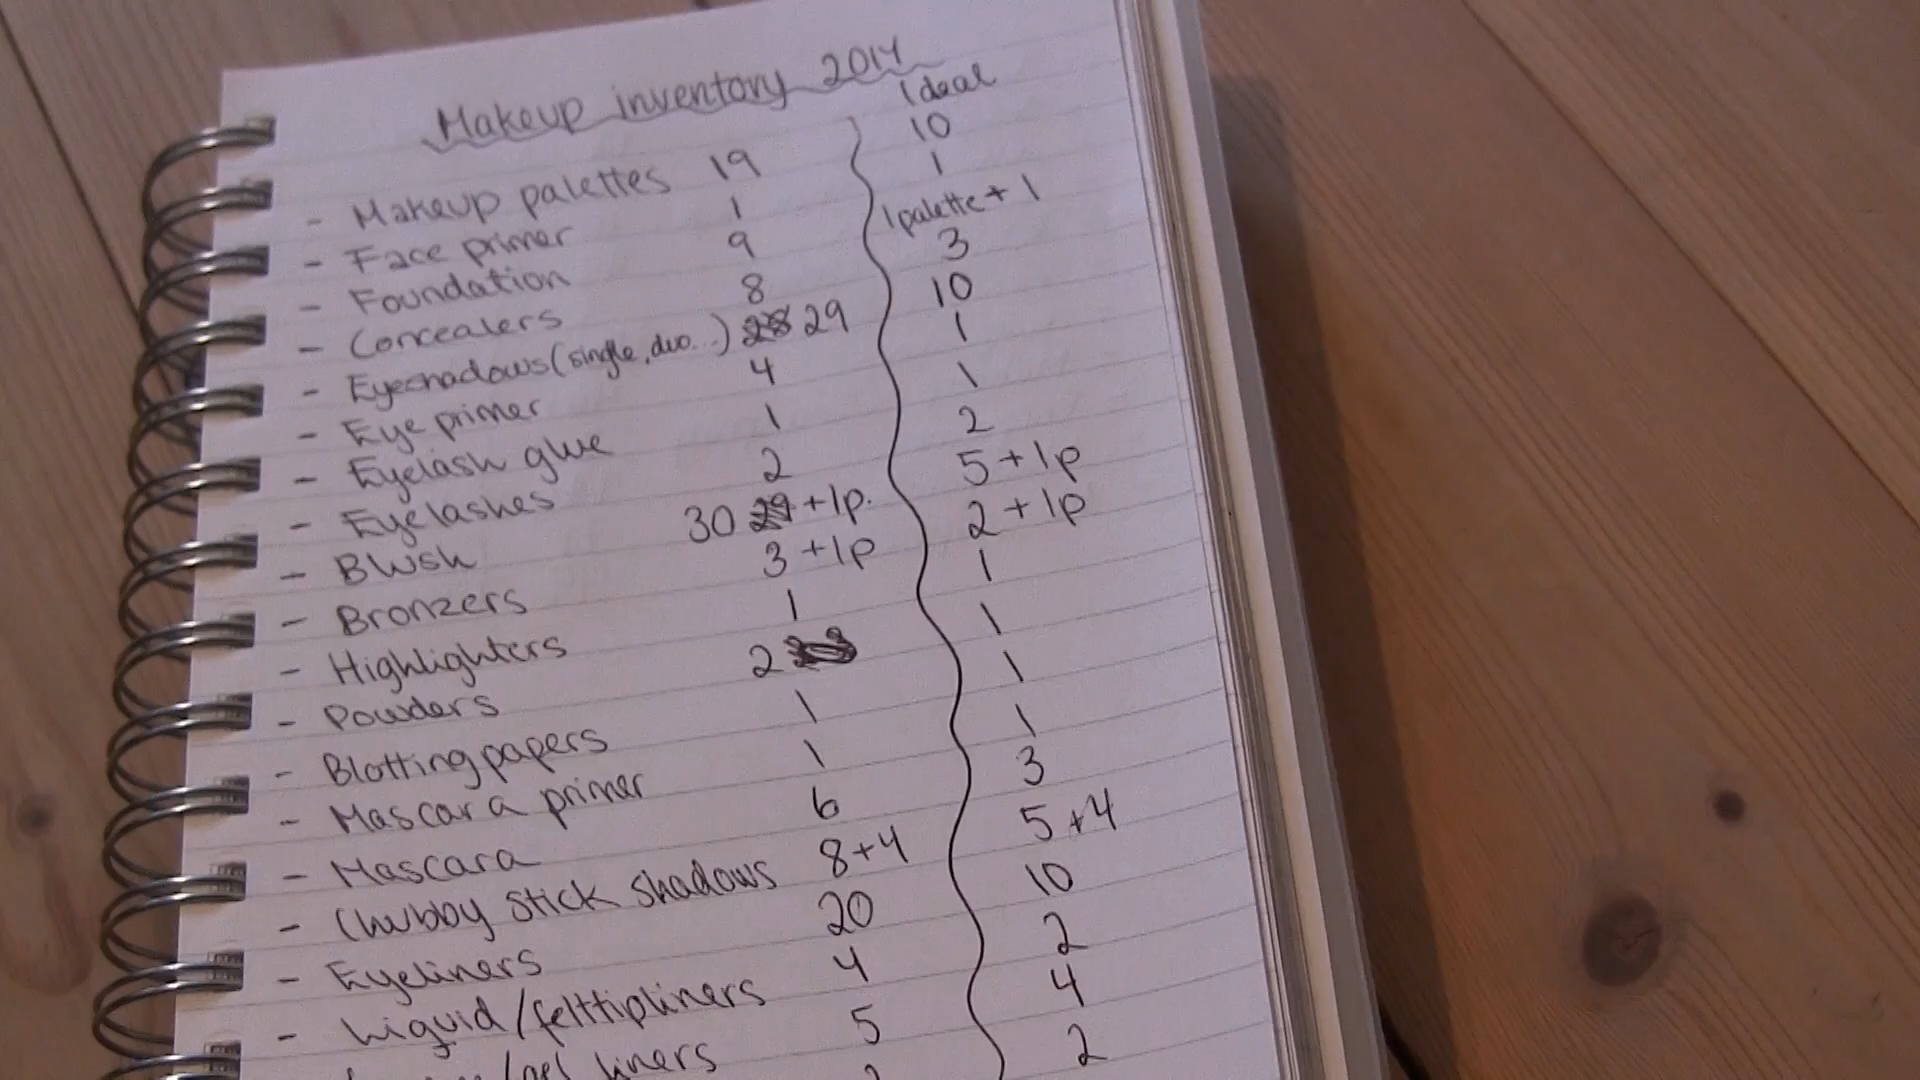 Makeup inventory 2014
Ideal
- Makeup palettes 19 10
- Face primer 1 1
- Foundation 9 1 palette + 1
- Concealers 8 3
- Eyeshadows (single, duo...) 28 29 10
- Eye primer 4 1
- Eyelash glue 1 1
- Eyelashes 2 2
- Blush 30 29 +1p. 5 + 1p
- Bronzers 3 +1p 2 + 1p
- Highlighters 1 1
- Powders 2 1
- Blotting papers 1 1
- Mascara primer 1 1
- Mascara 6 3
- Chubby stick shadows 8+4 5+4
- Eyeliners 20 10
- Liquid/felttipliners 4 2
/gel liners 5 4
2